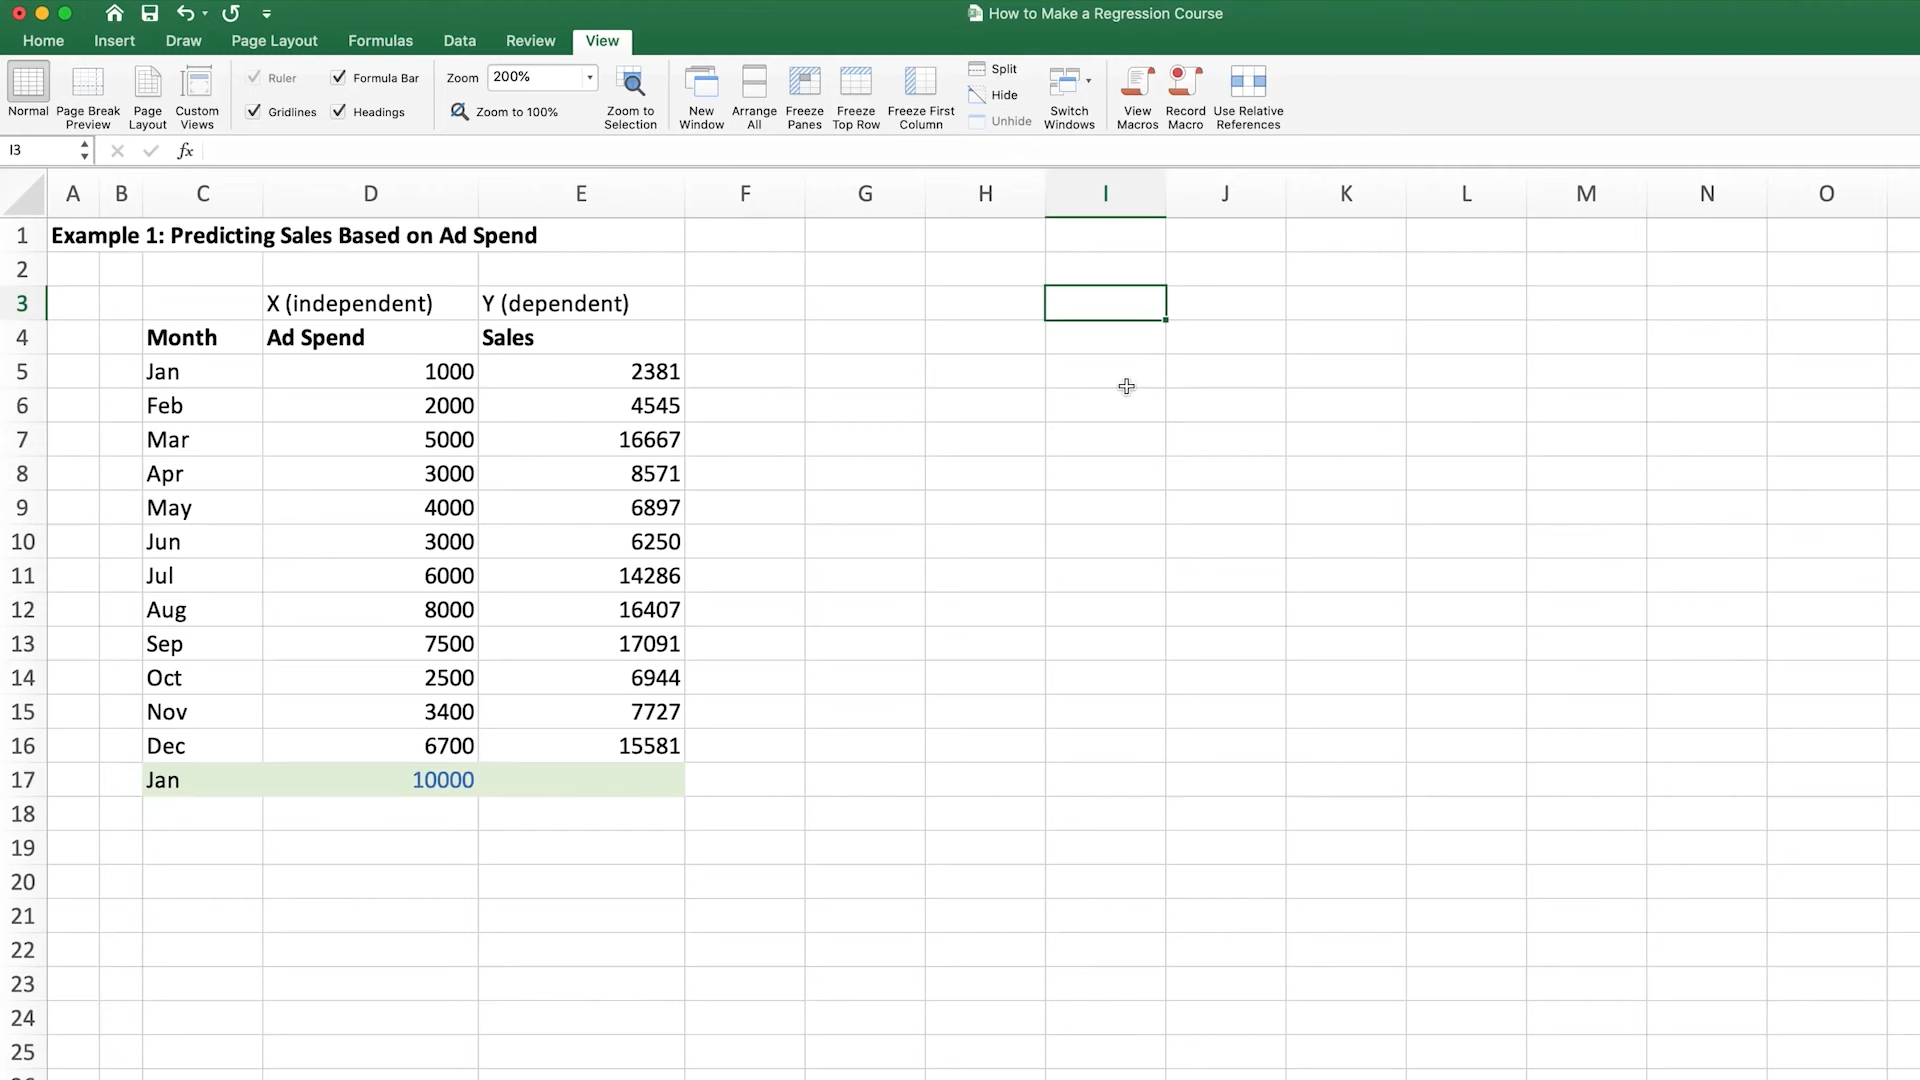 How to Make a Regression Course
Home Insert Draw Page Layout Formulas Data Review View
Normal Page Break Preview Page Layout Custom Views Ruler Formula Bar Gridlines Headings Zoom 200% Zoom to 100% Zoom to Selection New Window Arrange All Freeze Panes Freeze Top Row Freeze First Column Split Hide Unhide Switch Windows View Macros Record Macro Use Relative References
I3 fx
A B C D E F G H I J K L M N O
1 Example 1: Predicting Sales Based on Ad Spend
2
3 X (independent) Y (dependent)
4 Month Ad Spend Sales
5 Jan 1000 2381
6 Feb 2000 4545
7 Mar 5000 16667
8 Apr 3000 8571
9 May 4000 6897
10 Jun 3000 6250
11 Jul 6000 14286
12 Aug 8000 16407
13 Sep 7500 17091
14 Oct 2500 6944
15 Nov 3400 7727
16 Dec 6700 15581
17 Jan 10000
18
19
20
21
22
23
24
25